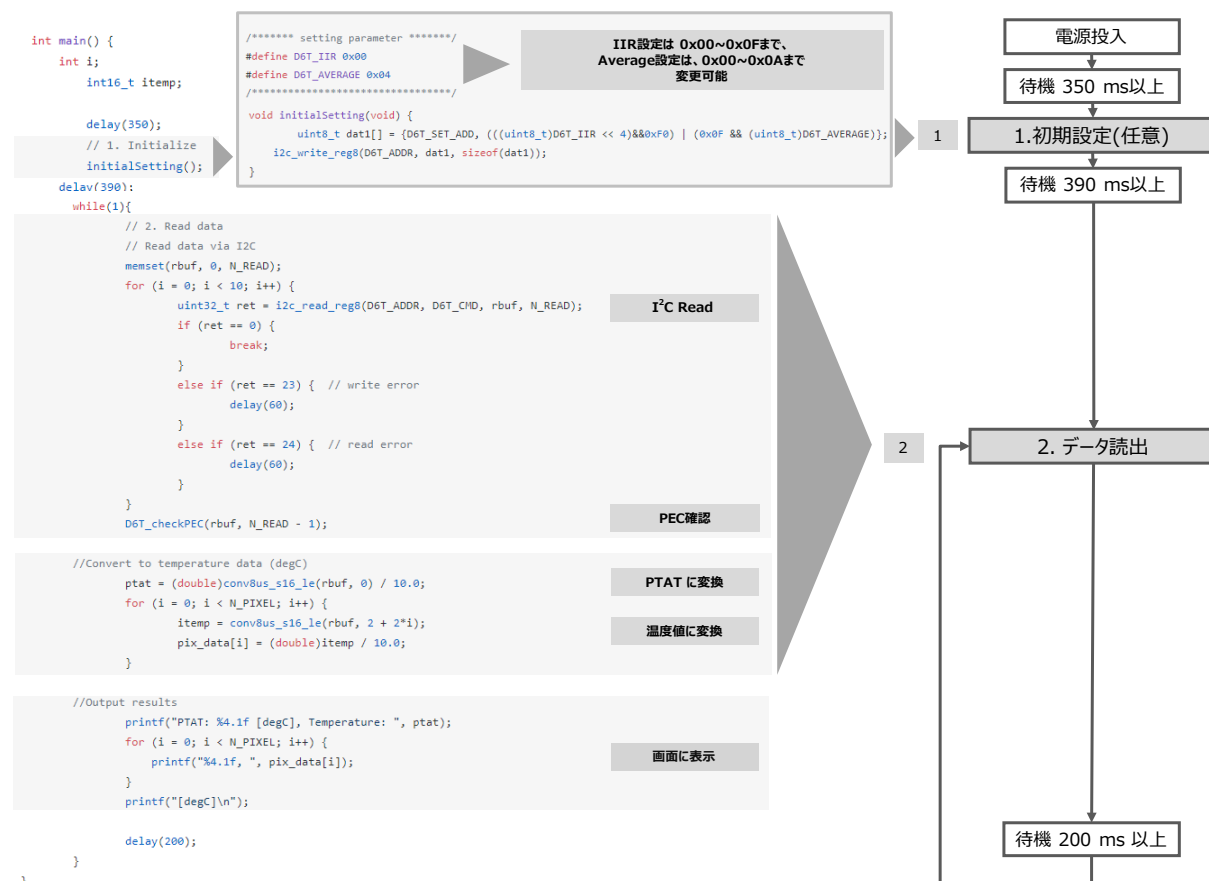 int main() {
    int i;
        int16_t itemp;

        delay(350);
        // 1. Initialize
        initialSetting();
    delay(390);
/******* setting parameter *******/
#define D6T_IIR 0x00
#define D6T_AVERAGE 0x04
/*********************************/
void initialSetting(void) {
        uint8_t dat1[] = {D6T_SET_ADD, (((uint8_t)D6T_IIR << 4)&&0xF0) | (0x0F && (uint8_t)D6T_AVERAGE)};
    i2c_write_reg8(D6T_ADDR, dat1, sizeof(dat1));
}
IIR設定は 0x00~0x0Fまで、
Average設定は、0x00~0x0Aまで
変更可能
    while(1){
            // 2. Read data
            // Read data via I2C
            memset(rbuf, 0, N_READ);
            for (i = 0; i < 10; i++) {
                    uint32_t ret = i2c_read_reg8(D6T_ADDR, D6T_CMD, rbuf, N_READ);
                    if (ret == 0) {
                            break;
                    }
                    else if (ret == 23) {  // write error
                            delay(60);
                    }
                    else if (ret == 24) {  // read error
                            delay(60);
                    }
            }
            D6T_checkPEC(rbuf, N_READ - 1);
I²C Read
PEC確認
    //Convert to temperature data (degC)
            ptat = (double)conv8us_s16_le(rbuf, 0) / 10.0;
            for (i = 0; i < N_PIXEL; i++) {
                    itemp = conv8us_s16_le(rbuf, 2 + 2*i);
                    pix_data[i] = (double)itemp / 10.0;
            }
PTAT に変換
温度値に変換
    //Output results
            printf("PTAT: %4.1f [degC], Temperature: ", ptat);
            for (i = 0; i < N_PIXEL; i++) {
                printf("%4.1f, ", pix_data[i]);
            }
            printf("[degC]\n");
画面に表示

            delay(200);
    }
}
1
2
電源投入
待機 350 ms以上
1.初期設定(任意)
待機 390 ms以上
2. データ読出
待機 200 ms 以上